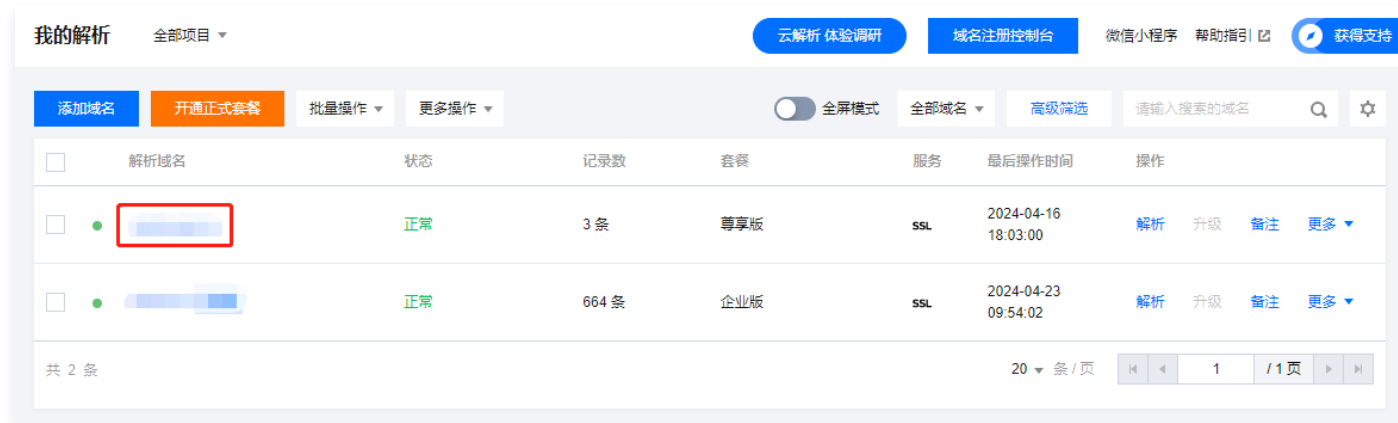 我的解析 全部项目 云解析 体验调研 域名注册控制台 微信小程序 帮助指引 获得支持
添加域名 开通正式套餐 批量操作 更多操作 全屏模式 全部域名 高级筛选 请输入搜索的域名
解析域名 状态 记录数 套餐 服务 最后操作时间 操作
正常 3 条 尊享版 SSL 2024-04-16 18:03:00 解析 升级 备注 更多
正常 664 条 企业版 SSL 2024-04-23 09:54:02 解析 升级 备注 更多
共 2 条 20 条 / 页 1 / 1 页